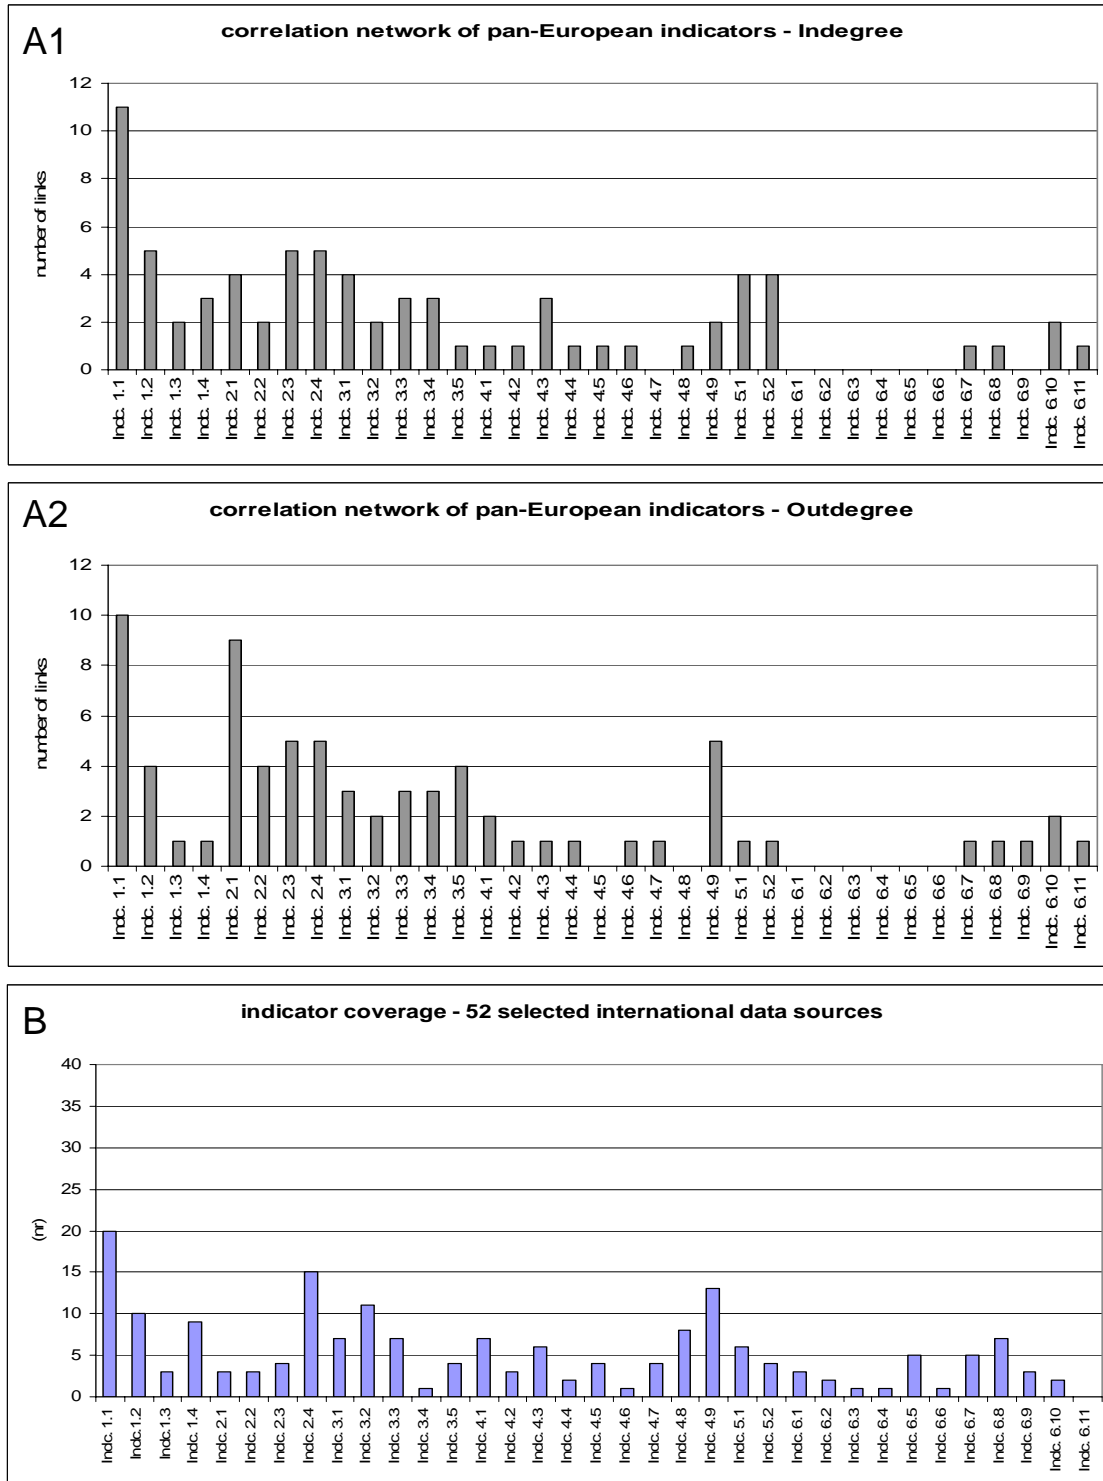 A1
correlation network of pan-European indicators - Indegree
number of links
12
10
8
6
4
2
0
Indc. 1.1
Indc. 1.2
Indc. 1.3
Indc. 1.4
Indc. 2.1
Indc. 2.2
Indc. 2.3
Indc. 2.4
Indc. 3.1
Indc. 3.2
Indc. 3.3
Indc. 3.4
Indc. 3.5
Indc. 4.1
Indc. 4.2
Indc. 4.3
Indc. 4.4
Indc. 4.5
Indc. 4.6
Indc. 4.7
Indc. 4.8
Indc. 4.9
Indc. 5.1
Indc. 5.2
Indc. 6.1
Indc. 6.2
Indc. 6.3
Indc. 6.4
Indc. 6.5
Indc. 6.6
Indc. 6.7
Indc. 6.8
Indc. 6.9
Indc. 6.10
Indc. 6.11
A2
correlation network of pan-European indicators - Outdegree
number of links
12
10
8
6
4
2
0
Indc. 1.1
Indc. 1.2
Indc. 1.3
Indc. 1.4
Indc. 2.1
Indc. 2.2
Indc. 2.3
Indc. 2.4
Indc. 3.1
Indc. 3.2
Indc. 3.3
Indc. 3.4
Indc. 3.5
Indc. 4.1
Indc. 4.2
Indc. 4.3
Indc. 4.4
Indc. 4.5
Indc. 4.6
Indc. 4.7
Indc. 4.8
Indc. 4.9
Indc. 5.1
Indc. 5.2
Indc. 6.1
Indc. 6.2
Indc. 6.3
Indc. 6.4
Indc. 6.5
Indc. 6.6
Indc. 6.7
Indc. 6.8
Indc. 6.9
Indc. 6.10
Indc. 6.11
B
indicator coverage - 52 selected international data sources
(nr)
40
35
30
25
20
15
10
5
0
Indc. 1.1
Indc. 1.2
Indc. 1.3
Indc. 1.4
Indc. 2.1
Indc. 2.2
Indc. 2.3
Indc. 2.4
Indc. 3.1
Indc. 3.2
Indc. 3.3
Indc. 3.4
Indc. 3.5
Indc. 4.1
Indc. 4.2
Indc. 4.3
Indc. 4.4
Indc. 4.5
Indc. 4.6
Indc. 4.7
Indc. 4.8
Indc. 4.9
Indc. 5.1
Indc. 5.2
Indc. 6.1
Indc. 6.2
Indc. 6.3
Indc. 6.4
Indc. 6.5
Indc. 6.6
Indc. 6.7
Indc. 6.8
Indc. 6.9
Indc. 6.10
Indc. 6.11